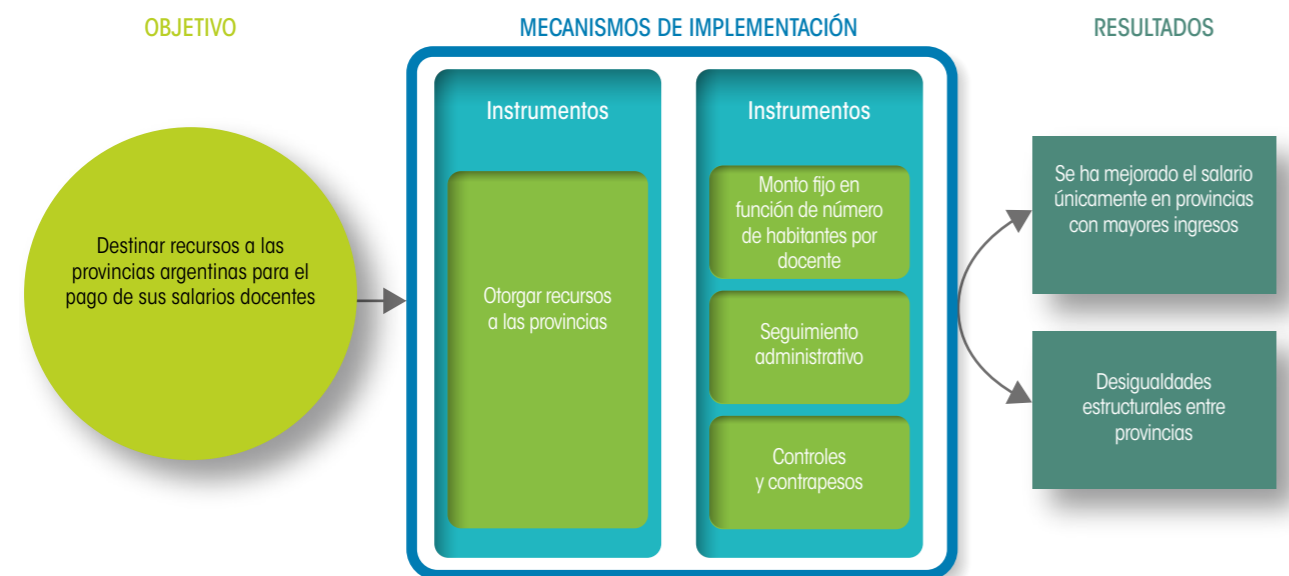 OBJETIVO
MECANISMOS DE IMPLEMENTACIÓN
RESULTADOS
Destinar recursos a las
provincias argentinas para el
pago de sus salarios docentes
Instrumentos
Otorgar recursos
a las provincias
Instrumentos
Monto fijo en
función de número
de habitantes por
docente
Seguimiento
administrativo
Controles
y contrapesos
Se ha mejorado el salario
únicamente en provincias
con mayores ingresos
Desigualdades
estructurales entre
provincias